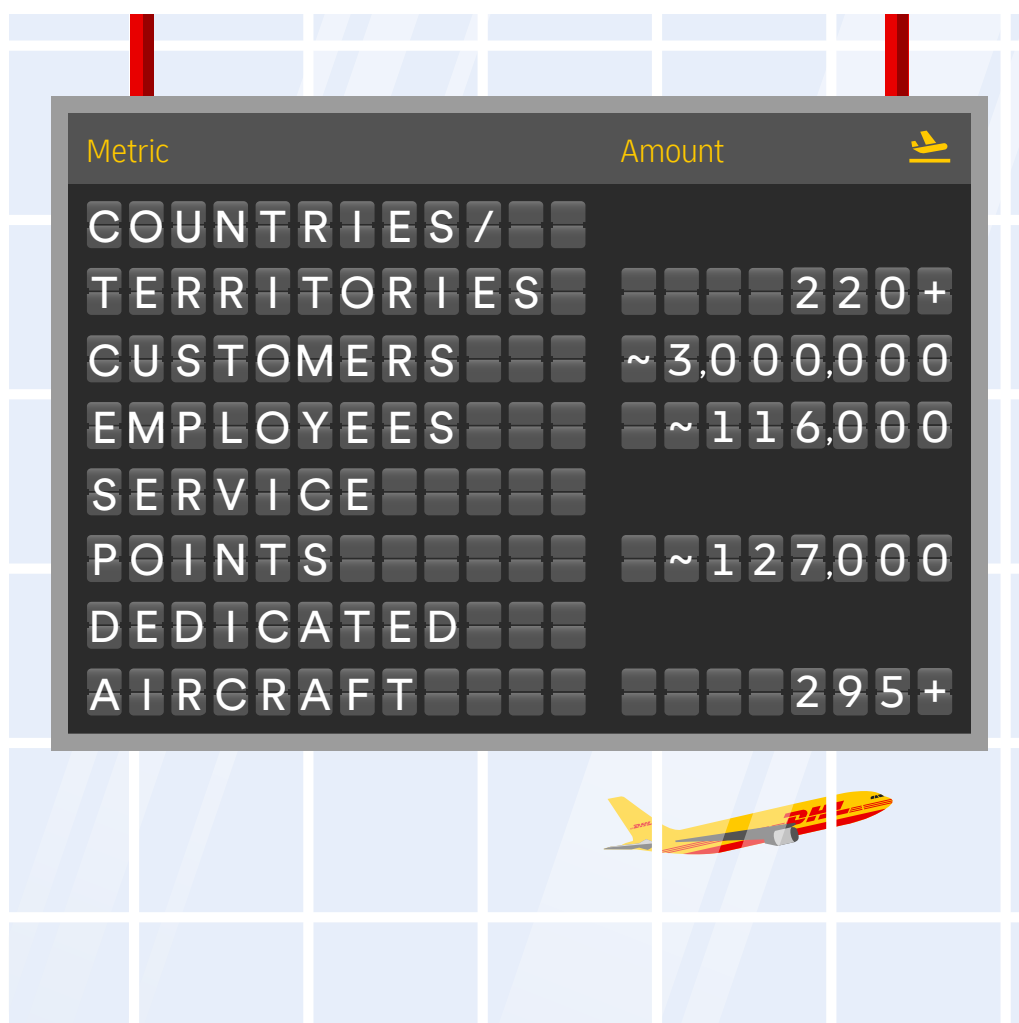 Metric Amount
COUNTRIES/
TERRITORIES 220+
CUSTOMERS ~3,000,000
EMPLOYEES ~116,000
SERVICE
POINTS ~127,000
DEDICATED
AIRCRAFT 295+
DHL
DHL